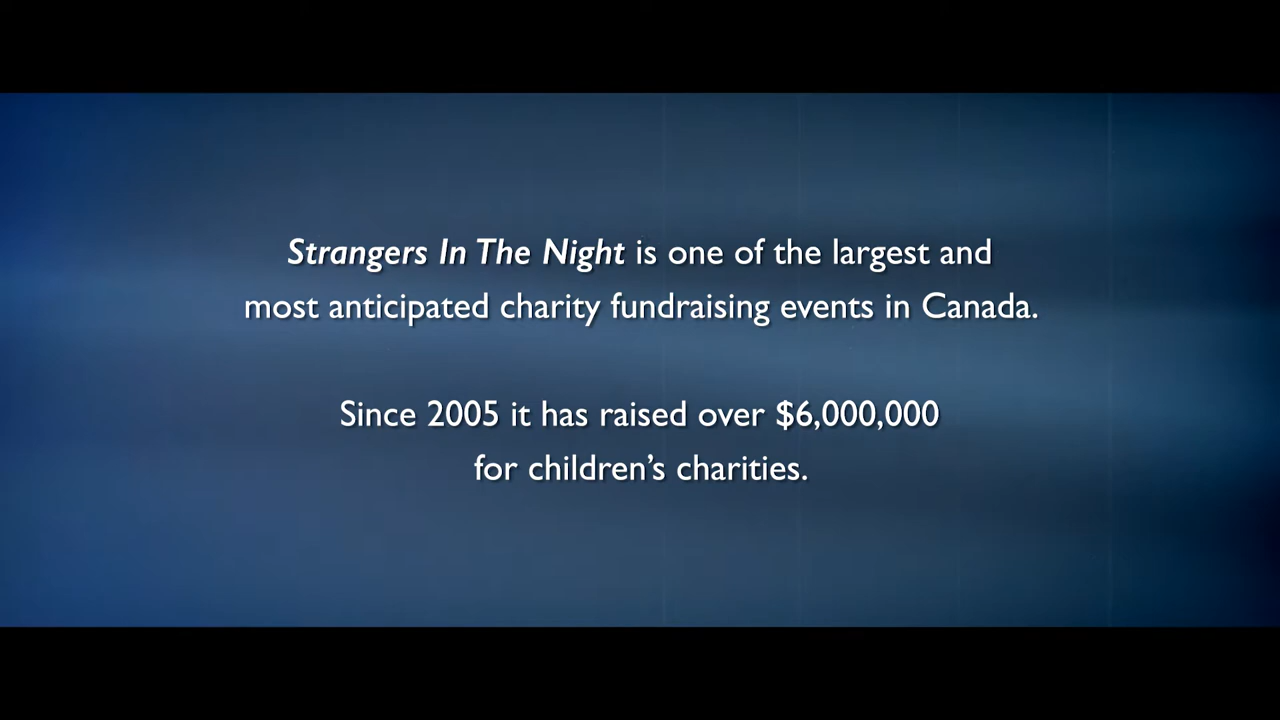 Strangers In The Night is one of the largest and
most anticipated charity fundraising events in Canada.
Since 2005 it has raised over $6,000,000
for children’s charities.